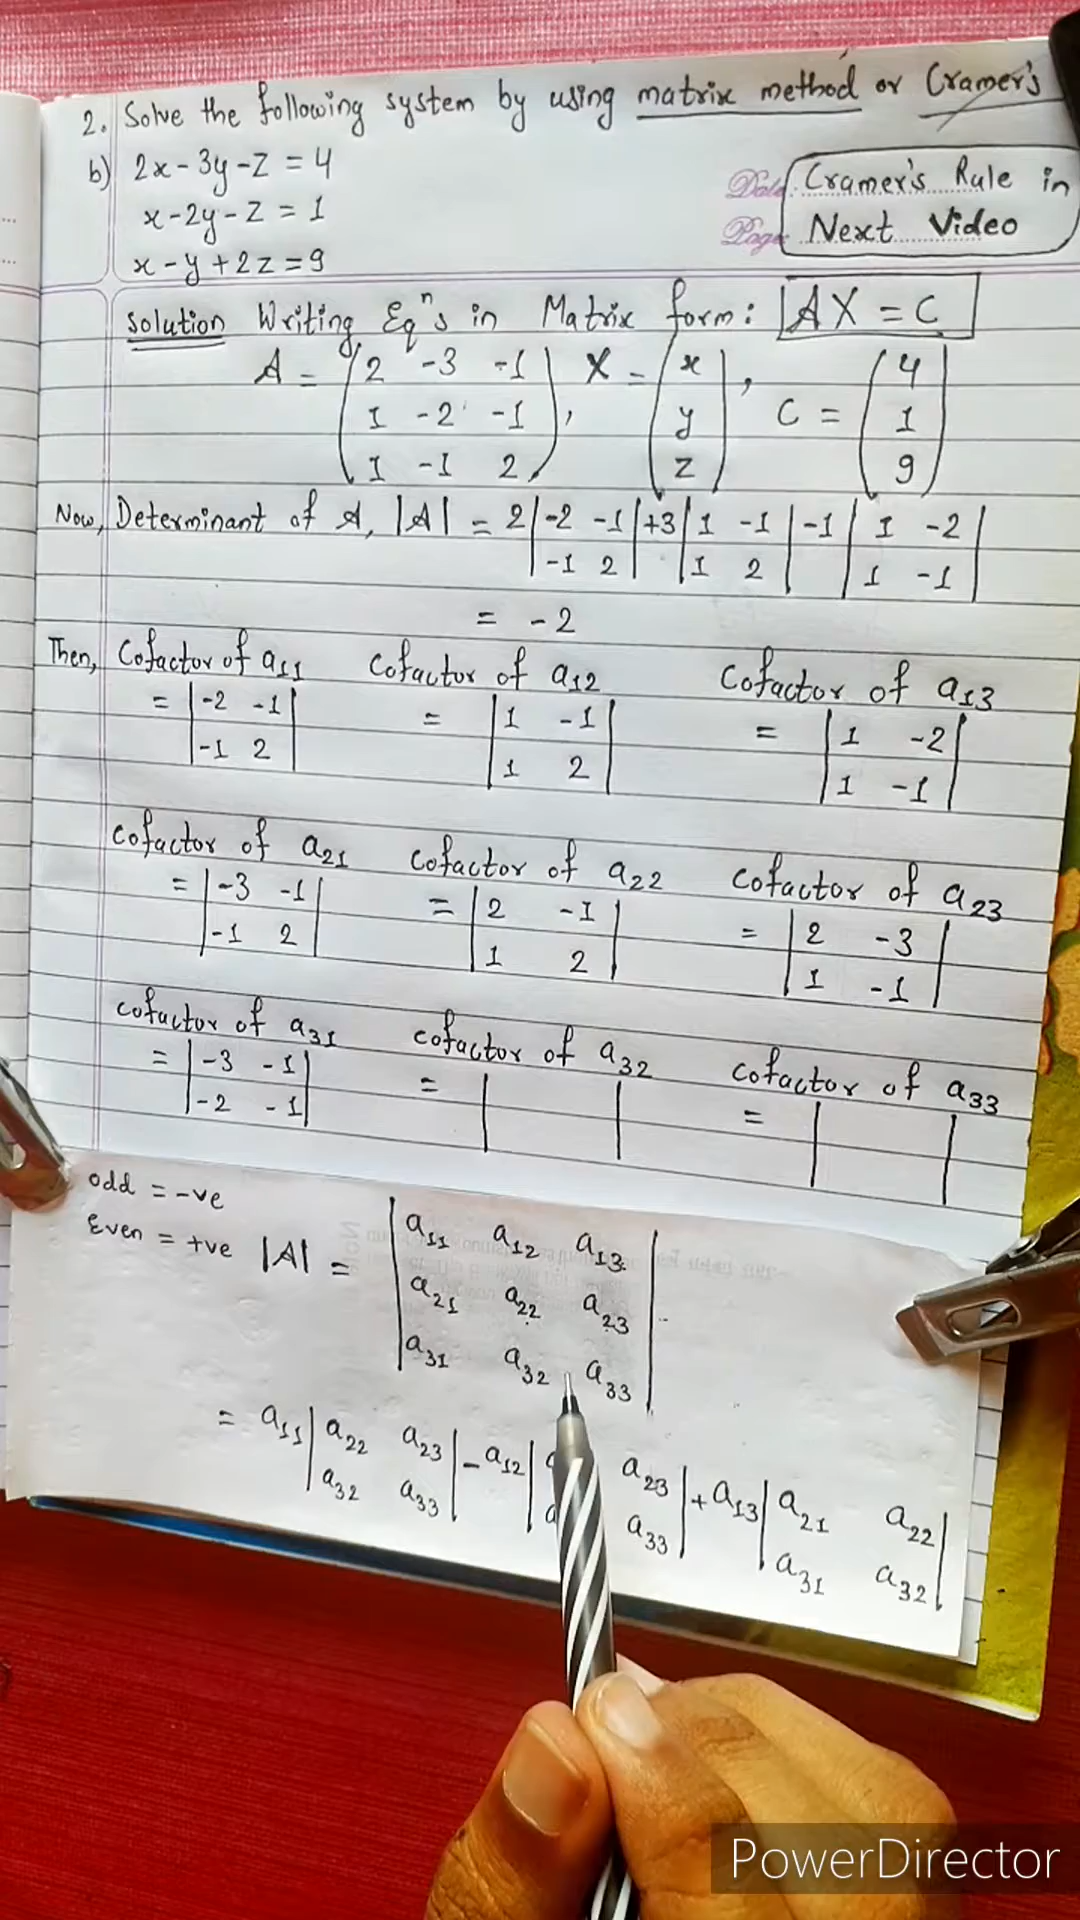 2. Solve the following system by using matrix method or Cramer's
b) 2x - 3y - z = 4
x - 2y - z = 1
x - y + 2z = 9
Date:
Page:
Cramer's Rule in
Next Video
Solution Writing Eqⁿs in Matrix form: AX = C
A = (2 -3 -1), X = (x), C = (4)
(1 -2 -1) (y) (1)
(1 -1 2) (z) (9)
Now, Determinant of A, |A| = 2|-2 -1| +3|1 -1| -1|1 -2|
|-1 2| |1 2| |1 -1|
= -2
Then, Cofactor of a11 Cofactor of a12 Cofactor of a13
= |-2 -1| = |1 -1| = |1 -2|
|-1 2| |1 2| |1 -1|
cofactor of a21 cofactor of a22 cofactor of a23
= |-3 -1| = |2 -1| = |2 -3|
|-1 2| |1 2| |1 -1|
cofactor of a31 cofactor of a32 cofactor of a33
= |-3 -1| = | | = | |
|-2 -1|
odd = -ve
Even = +ve
|A| = |a11 a12 a13|
|a21 a22 a23|
|a31 a32 a33|
= a11|a22 a23| - a12| a23| + a13|a21 a22|
|a32 a33| | a33| |a31 a32|
PowerDirector